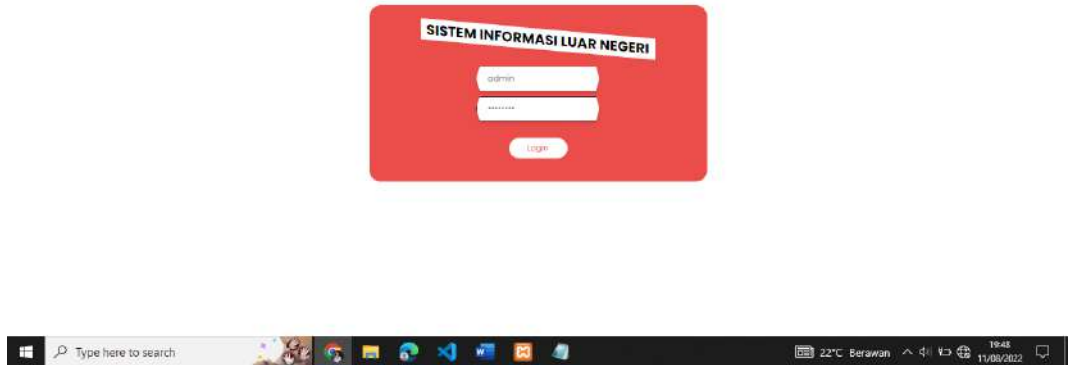 SISTEM INFORMASI LUAR NEGERI
admin
Login
Type here to search
22°C Berawan
19:48
11/08/2022